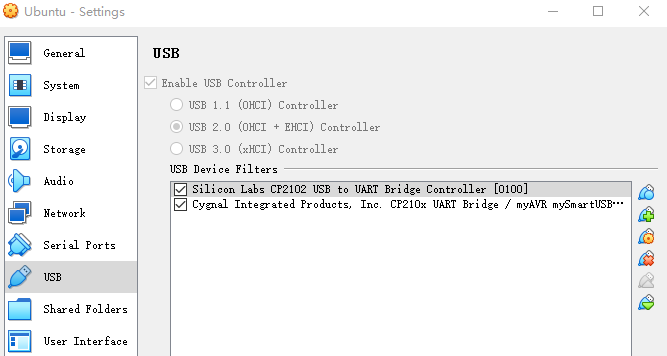 Ubuntu - Settings
General
System
Display
Storage
Audio
Network
Serial Ports
USB
Shared Folders
User Interface
USB
Enable USB Controller
USB 1.1 (OHCI) Controller
USB 2.0 (OHCI + EHCI) Controller
USB 3.0 (xHCI) Controller
USB Device Filters
Silicon Labs CP2102 USB to UART Bridge Controller [0100]
Cygnal Integrated Products, Inc. CP210x UART Bridge / myAVR mySmartUSB…